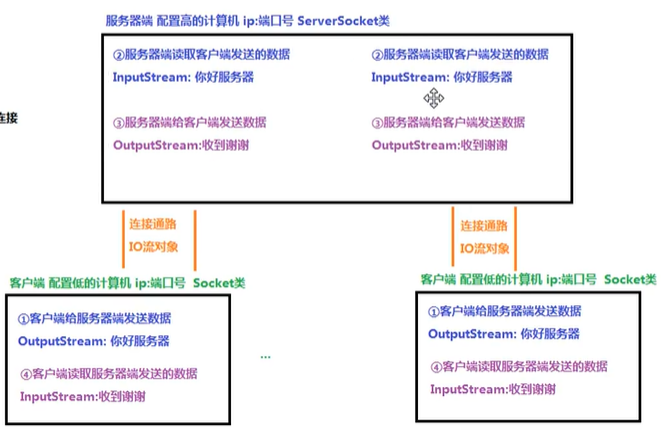 服务器端 配置高的计算机 ip:端口号 ServerSocket类
②服务器端读取客户端发送的数据
InputStream: 你好服务器
③服务器端给客户端发送数据
OutputStream:收到谢谢
②服务器端读取客户端发送的数据
InputStream: 你好服务器
③服务器端给客户端发送数据
OutputStream:收到谢谢
连接
连接通路
IO流对象
连接通路
IO流对象
客户端 配置低的计算机 ip:端口号 Socket类
①客户端给服务器端发送数据
OutputStream: 你好服务器
④客户端读取服务器端发送的数据
InputStream:收到谢谢
...
客户端 配置低的计算机 ip:端口号 Socket类
①客户端给服务器端发送数据
OutputStream: 你好服务器
④客户端读取服务器端发送的数据
InputStream:收到谢谢